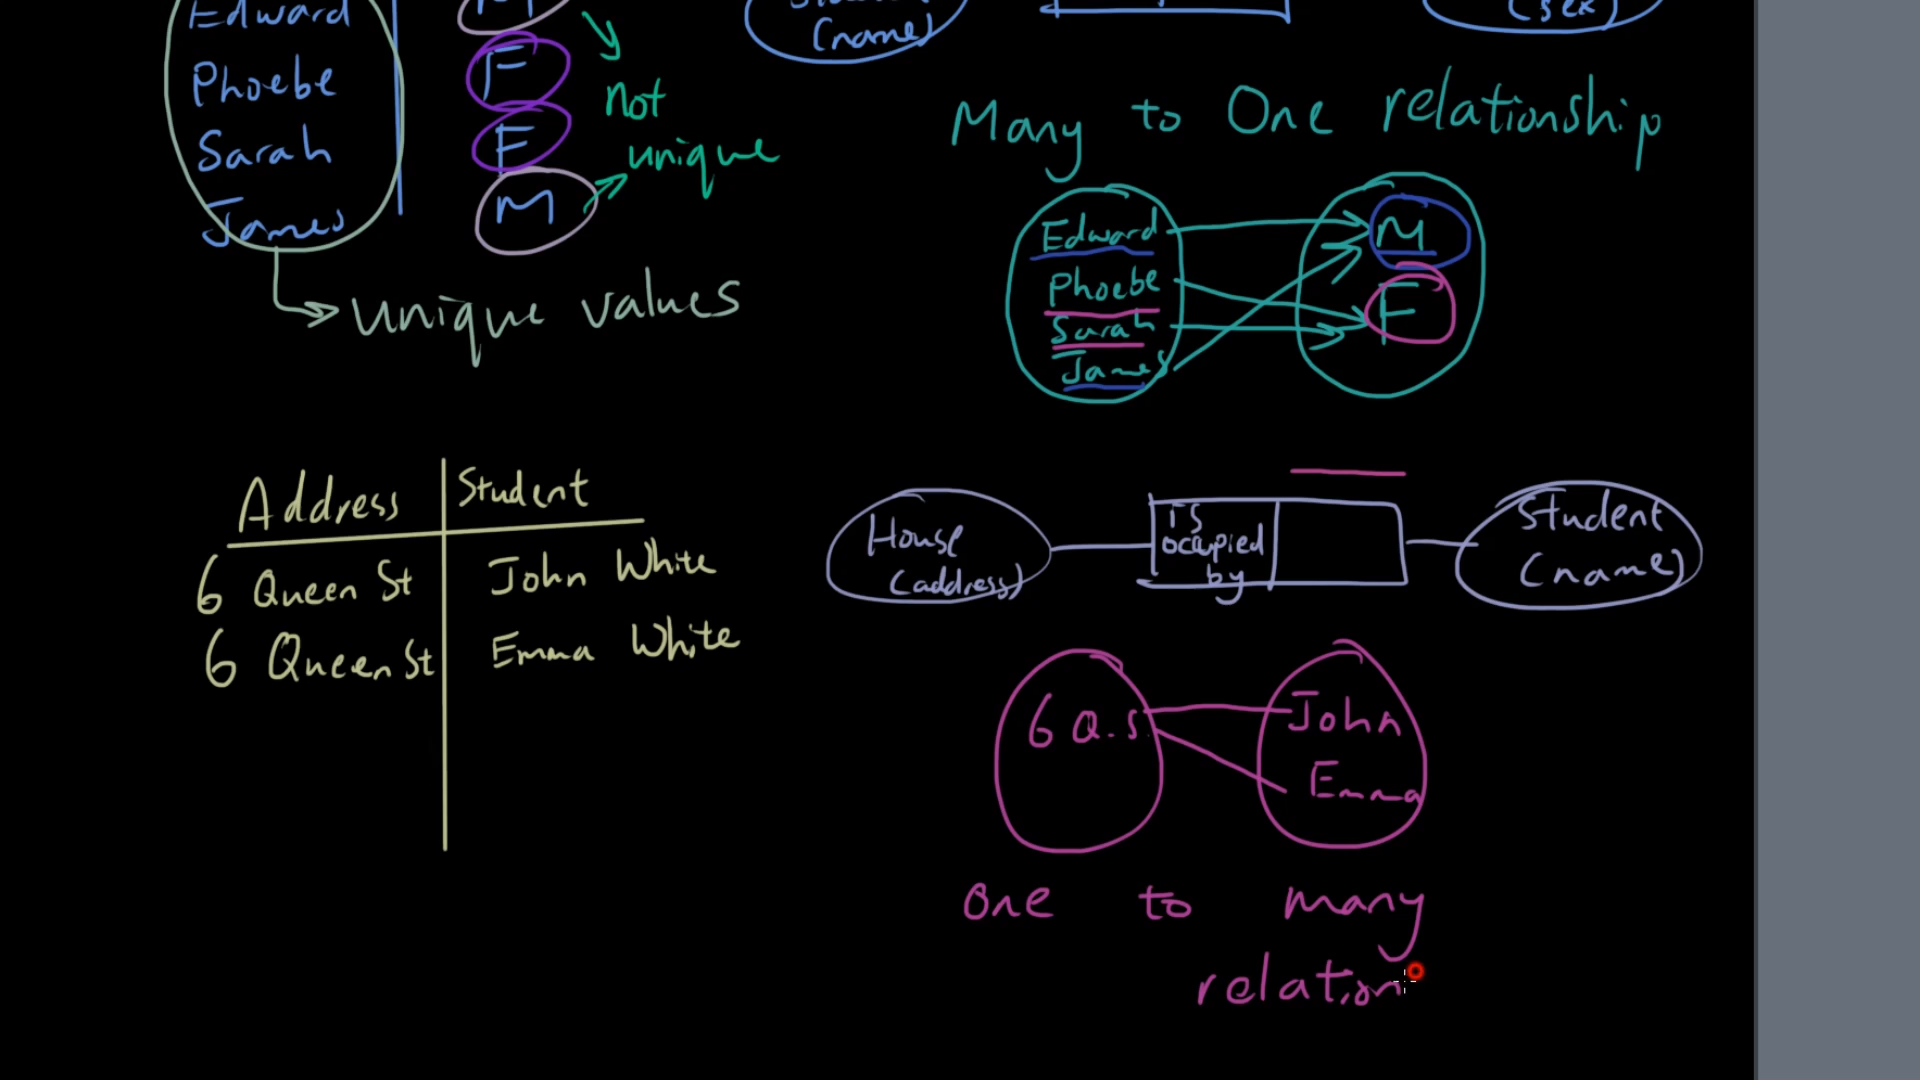 Edward
Phoebe
Sarah
James
F
F
M
not
unique
unique values
(name)
(sex)
Many to One relationship
Edward
Phoebe
Sarah
James
M
F
Address Student
6 Queen St John White
6 Queen St Emma White
House
(address)
is
occupied
by
Student
(name)
6 Q.S.
John
Emma
one to many
relation